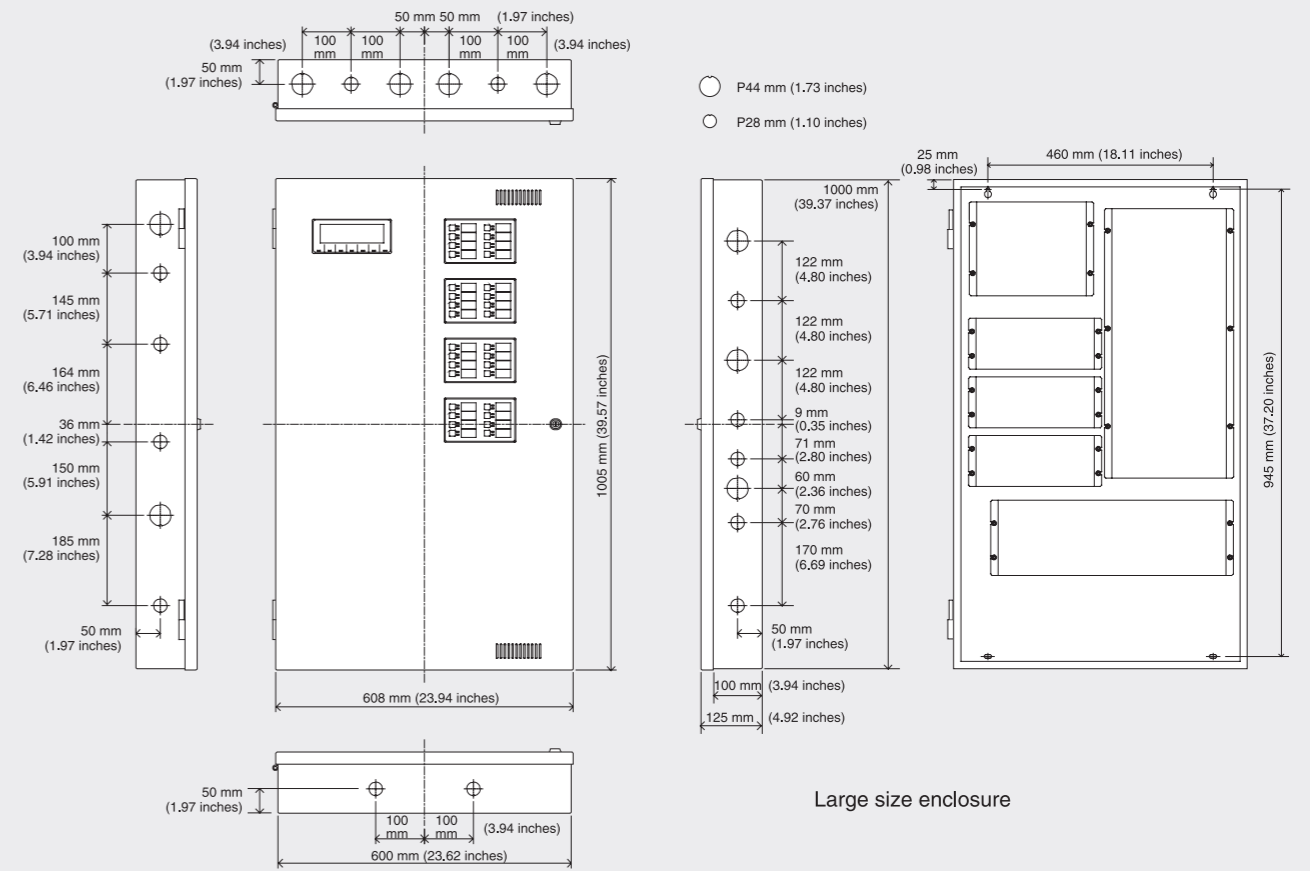 50 mm 50 mm (1.97 inches)
(3.94 inches) 100 mm 100 mm 100 mm 100 mm (3.94 inches)
50 mm
(1.97 inches)
P44 mm (1.73 inches)
P28 mm (1.10 inches)
100 mm
(3.94 inches)
145 mm
(5.71 inches)
164 mm
(6.46 inches)
36 mm
(1.42 inches)
150 mm
(5.91 inches)
185 mm
(7.28 inches)
50 mm
(1.97 inches)
1005 mm (39.57 inches)
608 mm (23.94 inches)
1000 mm
(39.37 inches)
122 mm
(4.80 inches)
122 mm
(4.80 inches)
122 mm
(4.80 inches)
9 mm
(0.35 inches)
71 mm
(2.80 inches)
60 mm
(2.36 inches)
70 mm
(2.76 inches)
170 mm
(6.69 inches)
50 mm
(1.97 inches)
100 mm (3.94 inches)
125 mm (4.92 inches)
25 mm
(0.98 inches)
460 mm (18.11 inches)
945 mm (37.20 inches)
50 mm
(1.97 inches)
100 mm 100 mm (3.94 inches)
600 mm (23.62 inches)
Large size enclosure